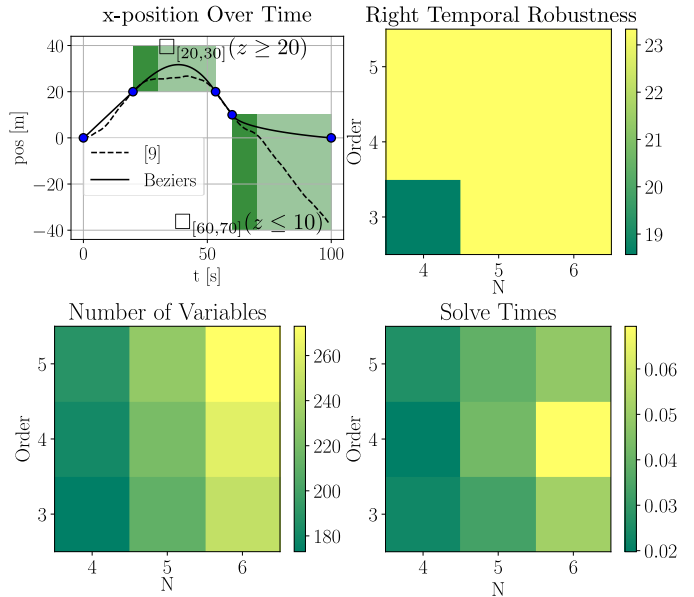 x-position Over Time
40
20
0
−20
−40
pos [m]
□[20,30](z ≥ 20)
[9]
Beziers
□[60,70](z ≤ 10)
0
50
100
t [s]
Right Temporal Robustness
5
4
3
Order
4
5
6
N
23
22
21
20
19
Number of Variables
5
4
3
Order
4
5
6
N
260
240
220
200
180
Solve Times
5
4
3
Order
4
5
6
N
0.06
0.05
0.04
0.03
0.02